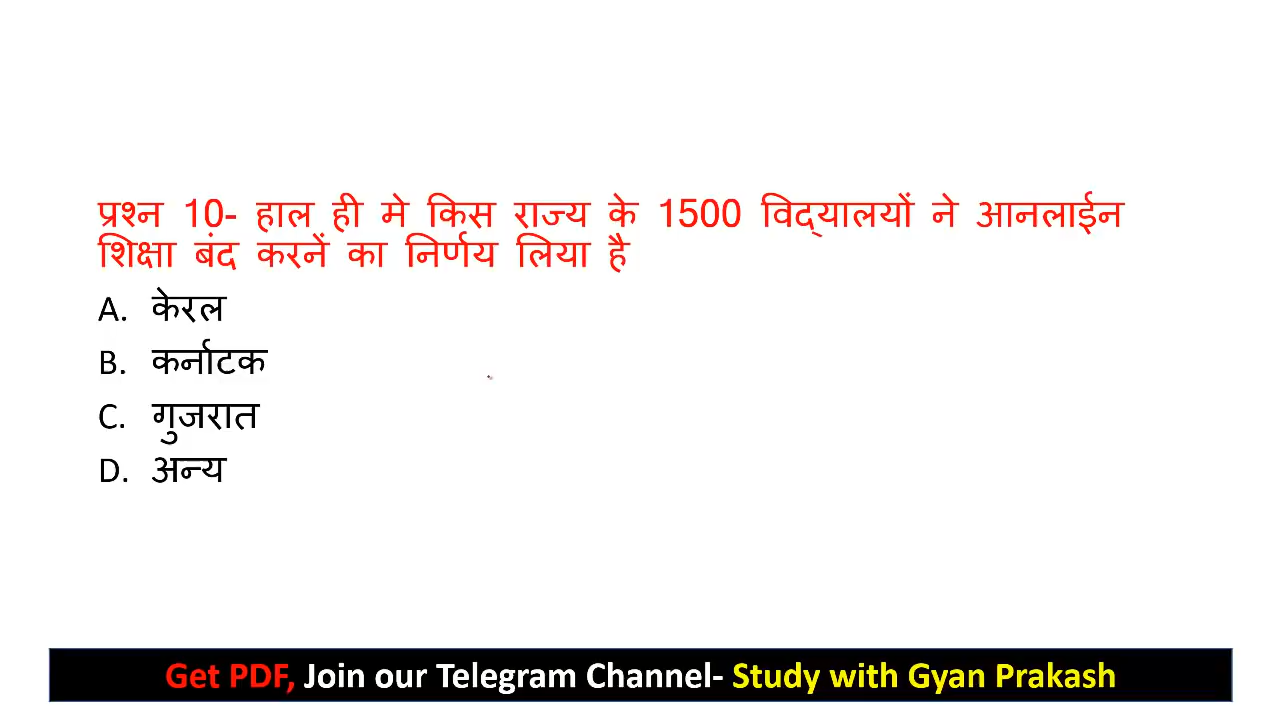 प्रश्न 10- हाल ही मे किस राज्य के 1500 विद्यालयों ने आनलाईन
शिक्षा बंद करनें का निर्णय लिया है
A. केरल
B. कर्नाटक
C. गुजरात
D. अन्य
Get PDF, Join our Telegram Channel- Study with Gyan Prakash